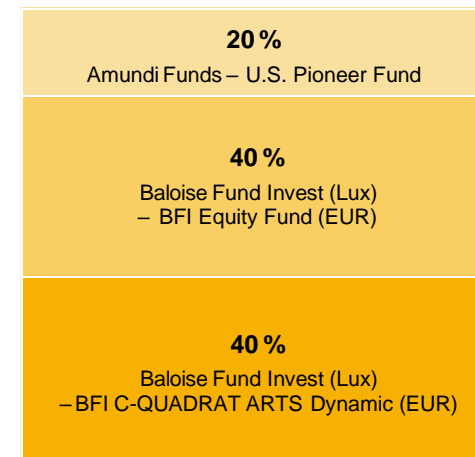 20 %
Amundi Funds – U.S. Pioneer Fund
40 %
Baloise Fund Invest (Lux)
– BFI Equity Fund (EUR)
40 %
Baloise Fund Invest (Lux)
– BFI C-QUADRAT ARTS Dynamic (EUR)